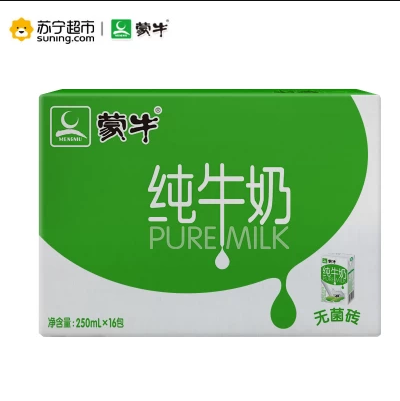 苏宁超市
suning.com
蒙牛
MENGNIU
蒙牛®
纯牛奶
PURE MILK
纯牛奶
无菌砖
净含量: 250mL×16包